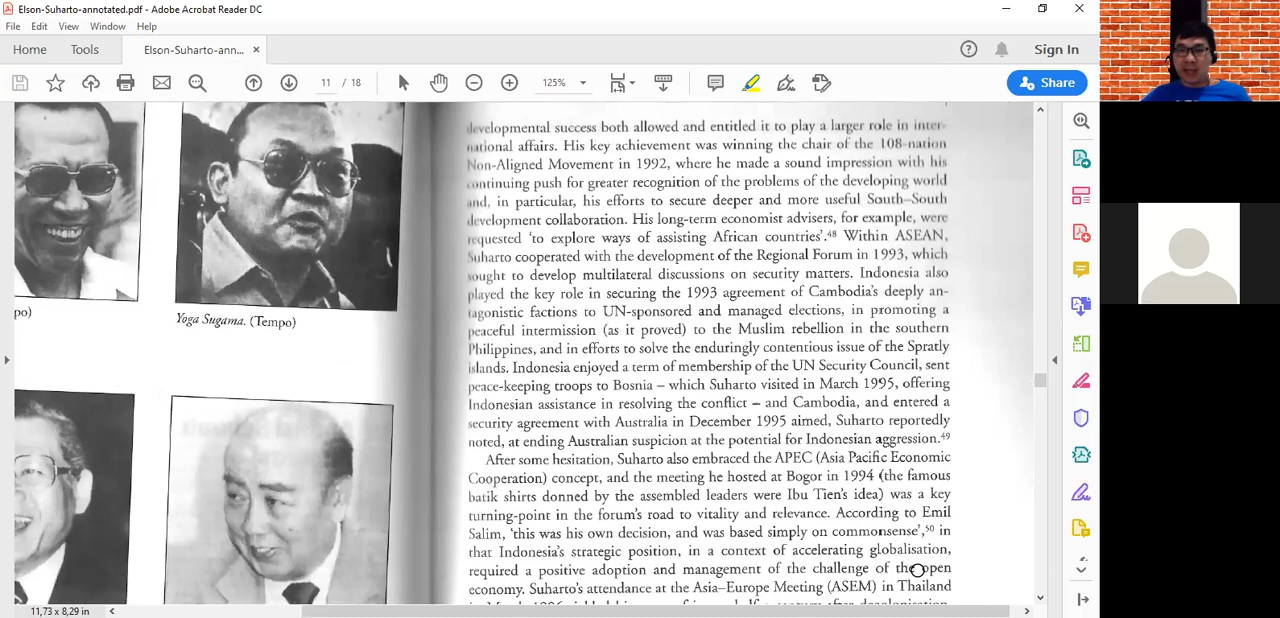 Elson-Suharto-annotated.pdf - Adobe Acrobat Reader DC
File Edit View Window Help
Home Tools Elson-Suharto-ann... × Sign In
11 / 18 125% Share
developmental success both allowed and entitled it to play a larger role in inter-
national affairs. His key achievement was winning the chair of the 108-nation
Non-Aligned Movement in 1992, where he made a sound impression with his
continuing push for greater recognition of the problems of the developing world
and, in particular, his efforts to secure deeper and more useful South–South
development collaboration. His long-term economist advisers, for example, were
requested ‘to explore ways of assisting African countries’.48 Within ASEAN,
Suharto cooperated with the development of the Regional Forum in 1993, which
sought to develop multilateral discussions on security matters. Indonesia also
played the key role in securing the 1993 agreement of Cambodia’s deeply an-
tagonistic factions to UN-sponsored and managed elections, in promoting a
peaceful intermission (as it proved) to the Muslim rebellion in the southern
Philippines, and in efforts to solve the enduringly contentious issue of the Spratly
islands. Indonesia enjoyed a term of membership of the UN Security Council, sent
peace-keeping troops to Bosnia – which Suharto visited in March 1995, offering
Indonesian assistance in resolving the conflict – and Cambodia, and entered a
security agreement with Australia in December 1995 aimed, Suharto reportedly
noted, at ending Australian suspicion at the potential for Indonesian aggression.49
After some hesitation, Suharto also embraced the APEC (Asia Pacific Economic
Cooperation) concept, and the meeting he hosted at Bogor in 1994 (the famous
batik shirts donned by the assembled leaders were Ibu Tien’s idea) was a key
turning-point in the forum’s road to vitality and relevance. According to Emil
Salim, ‘this was his own decision, and was based simply on commonsense’,50 in
that Indonesia’s strategic position, in a context of accelerating globalisation,
required a positive adoption and management of the challenge of the open
economy. Suharto’s attendance at the Asia–Europe Meeting (ASEM) in Thailand
po)
Yoga Sugama. (Tempo)
11,73 x 8,29 in